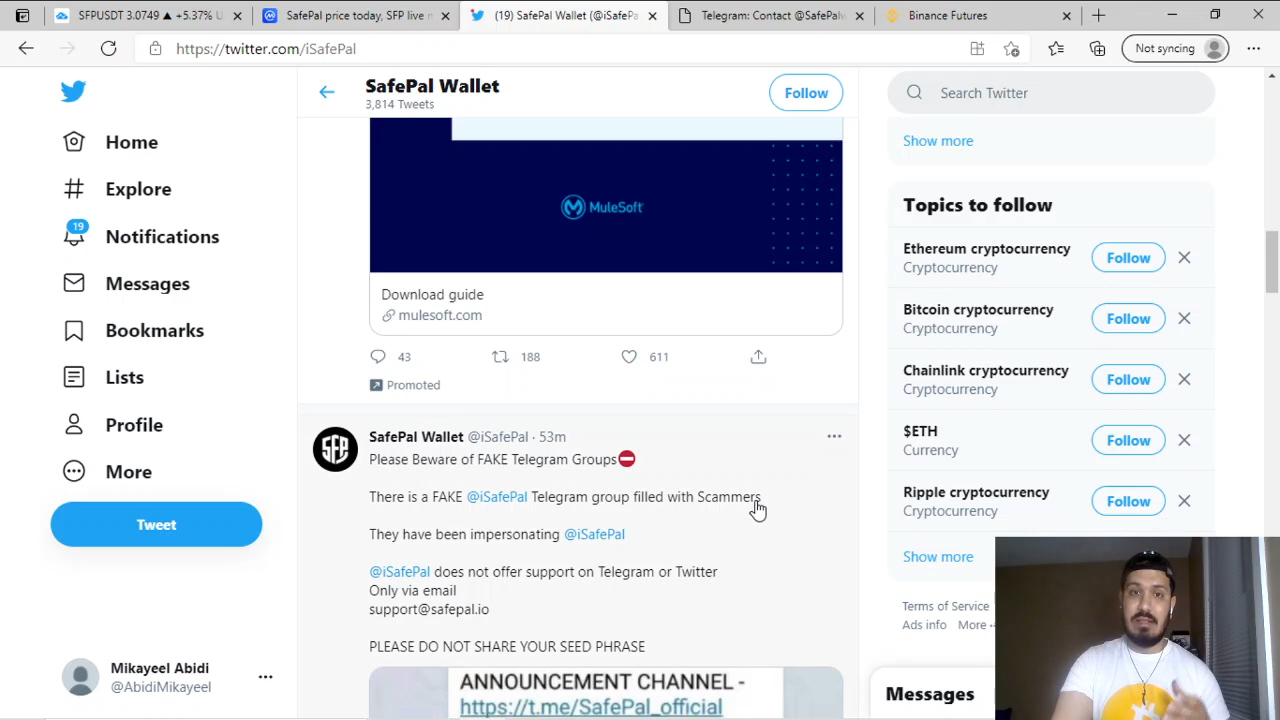 SFPUSDT 3.0749 ▲ +5.37% U
SafePal price today, SFP live m
(19) SafePal Wallet (@iSafePa
Telegram: Contact @SafePalw
Binance Futures
https://twitter.com/iSafePal
Not syncing
SafePal Wallet
3,814 Tweets
Follow
Search Twitter
Home
Explore
19
Notifications
Messages
Bookmarks
Lists
Profile
More
Tweet
Mikayeel Abidi
@AbidiMikayeel
MuleSoft
Download guide
mulesoft.com
43
188
611
Promoted
SFP
SafePal Wallet @iSafePal · 53m
Please Beware of FAKE Telegram Groups
There is a FAKE @iSafePal Telegram group filled with Scammers
They have been impersonating @iSafePal
@iSafePal does not offer support on Telegram or Twitter
Only via email
support@safepal.io
PLEASE DO NOT SHARE YOUR SEED PHRASE
ANNOUNCEMENT CHANNEL -
https://t.me/SafePal_official
Show more
Topics to follow
Ethereum cryptocurrency
Cryptocurrency
Follow
Bitcoin cryptocurrency
Cryptocurrency
Follow
Chainlink cryptocurrency
Cryptocurrency
Follow
$ETH
Currency
Follow
Ripple cryptocurrency
Cryptocurrency
Follow
Show more
Terms of Service
Ads info More
Messages